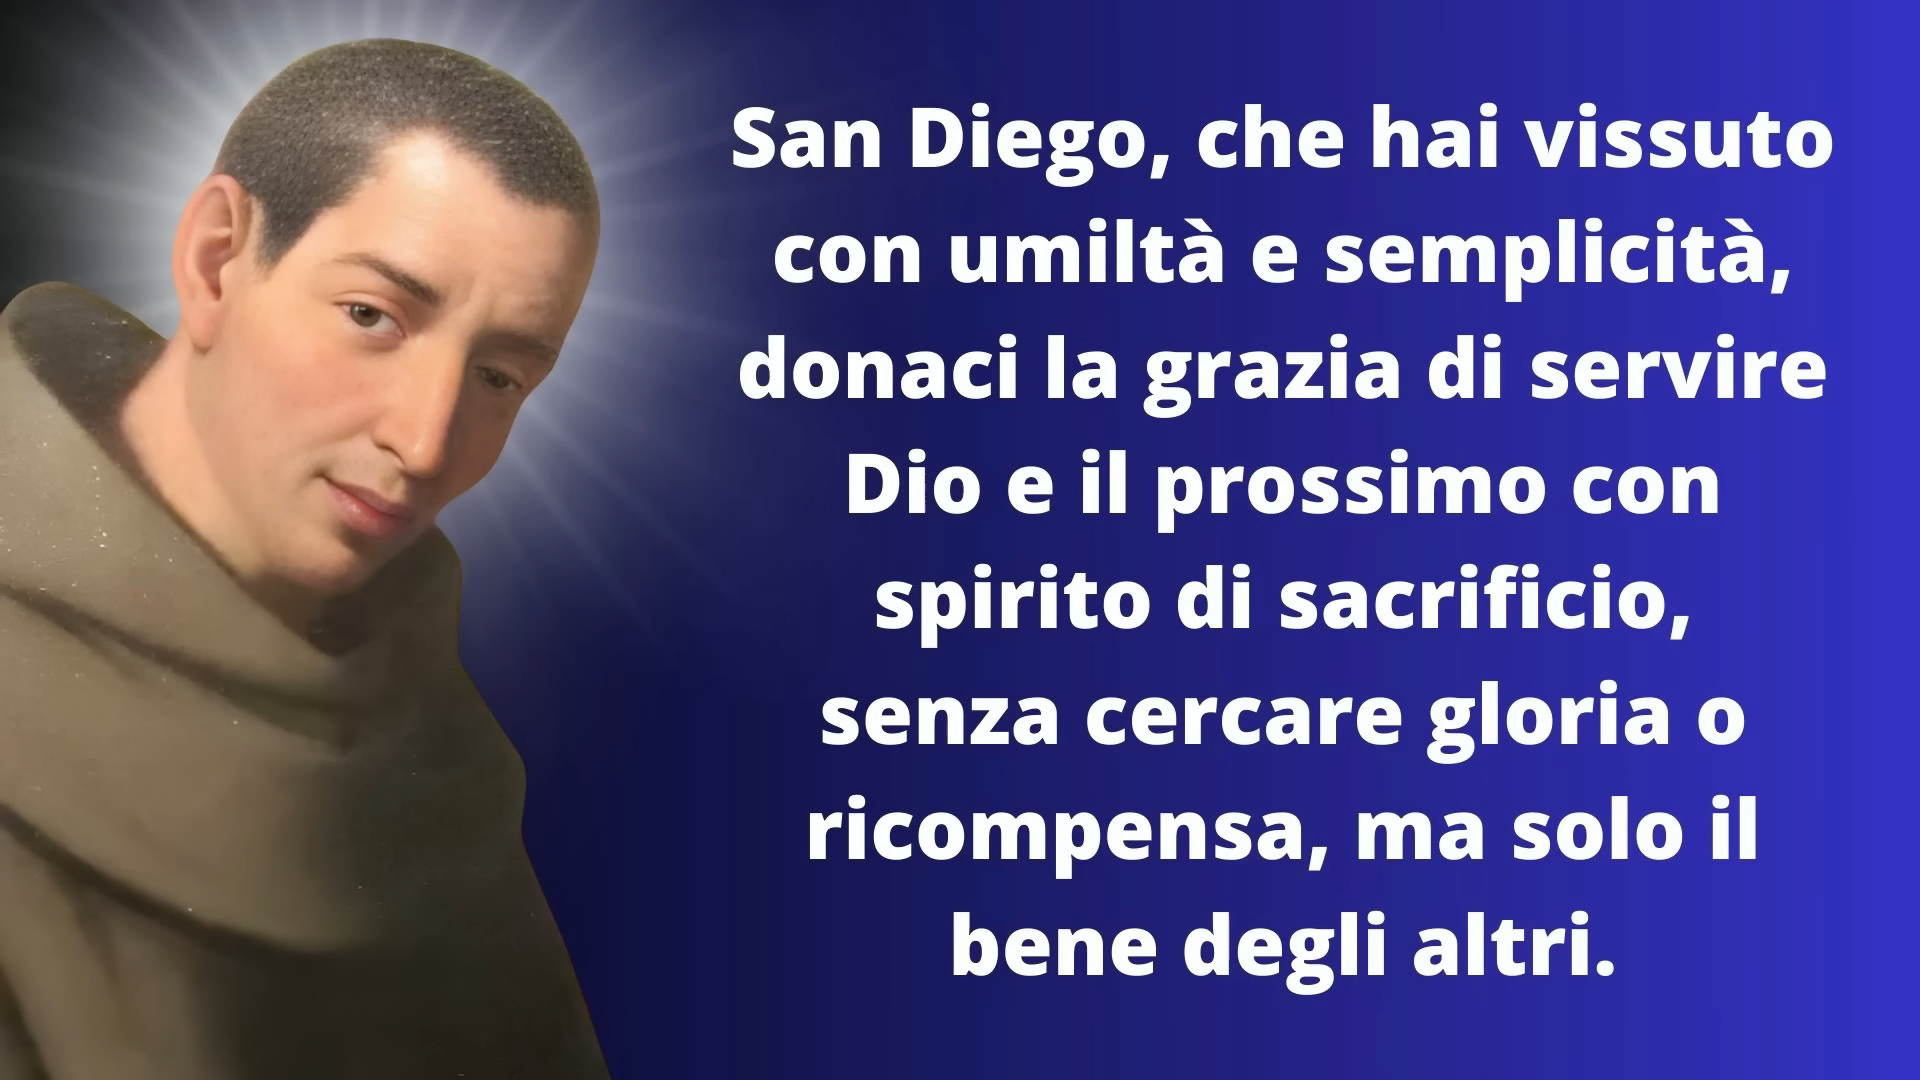 San Diego, che hai vissuto
con umiltà e semplicità,
donaci la grazia di servire
Dio e il prossimo con
spirito di sacrificio,
senza cercare gloria o
ricompensa, ma solo il
bene degli altri.